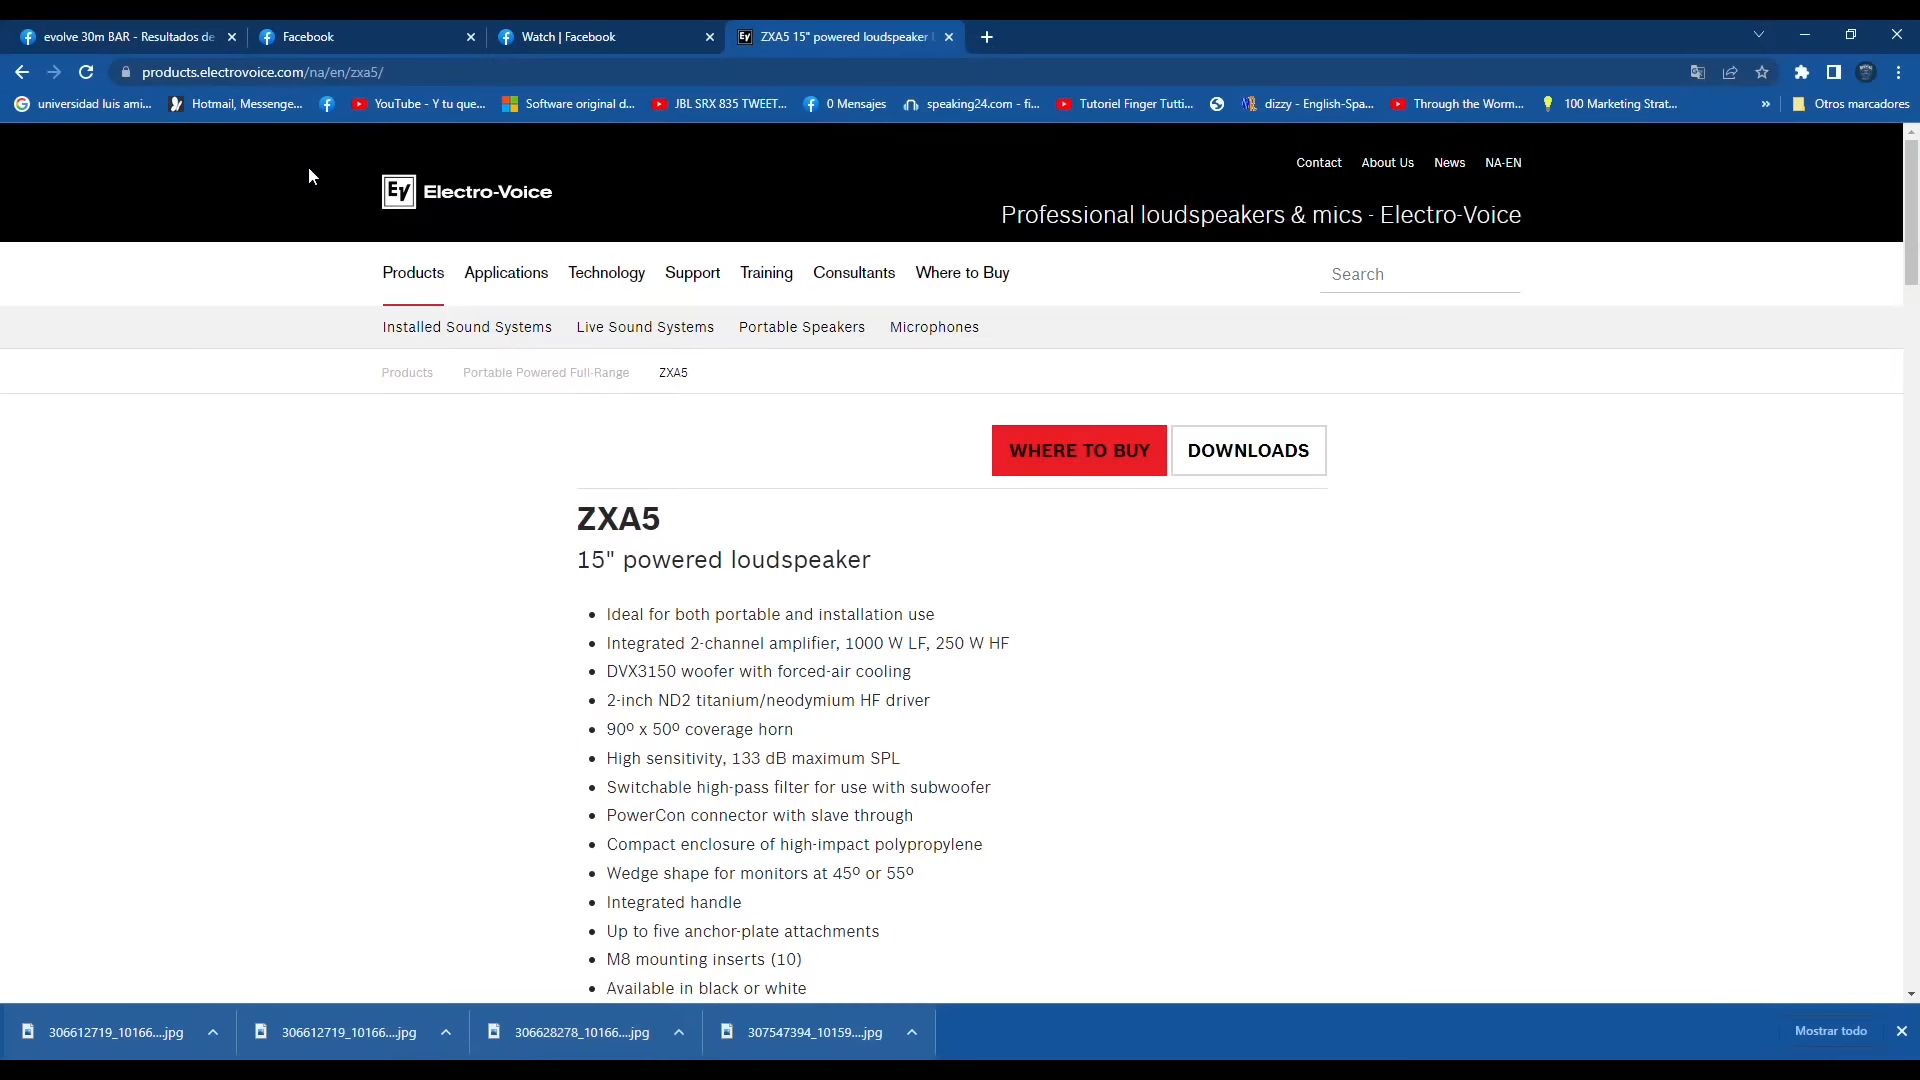 evolve 30m BAR - Resultados de
Facebook
Watch | Facebook
EV ZXA5 15" powered loudspeaker
products.electrovoice.com/na/en/zxa5/
universidad luis ami...
Hotmail, Messenge...
YouTube - Y tu que...
Software original d...
JBL SRX 835 TWEET...
0 Mensajes
speaking24.com - fi...
Tutoriel Finger Tutti...
dizzy - English-Spa...
Through the Worm...
100 Marketing Strat...
»
Otros marcadores
Contact About Us News NA-EN
EV Electro-Voice
Professional loudspeakers & mics - Electro-Voice
Products Applications Technology Support Training Consultants Where to Buy
Search
Installed Sound Systems Live Sound Systems Portable Speakers Microphones
Products Portable Powered Full-Range ZXA5
WHERE TO BUY DOWNLOADS
ZXA5
15" powered loudspeaker
• Ideal for both portable and installation use
• Integrated 2-channel amplifier, 1000 W LF, 250 W HF
• DVX3150 woofer with forced-air cooling
• 2-inch ND2 titanium/neodymium HF driver
• 90º x 50º coverage horn
• High sensitivity, 133 dB maximum SPL
• Switchable high-pass filter for use with subwoofer
• PowerCon connector with slave through
• Compact enclosure of high-impact polypropylene
• Wedge shape for monitors at 45º or 55º
• Integrated handle
• Up to five anchor-plate attachments
• M8 mounting inserts (10)
• Available in black or white
306612719_10166....jpg
306612719_10166....jpg
306628278_10166....jpg
307547394_10159....jpg
Mostrar todo